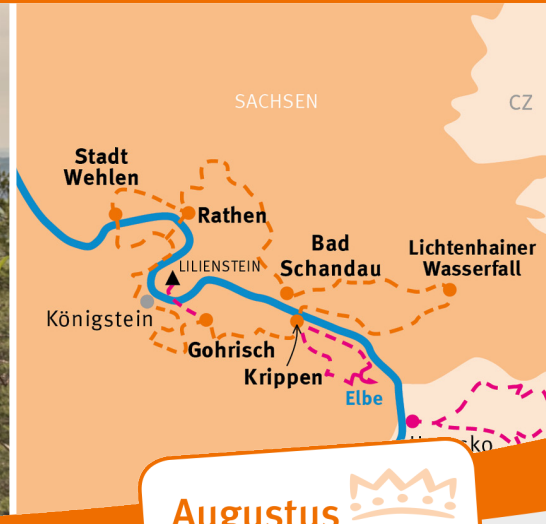 SACHSEN
CZ
Stadt
Wehlen
Rathen
Bad
Schandau
Lichtenhainer
Wasserfall
LILIENSTEIN
Königstein
Gohrisch
Krippen
Elbe
Augustus